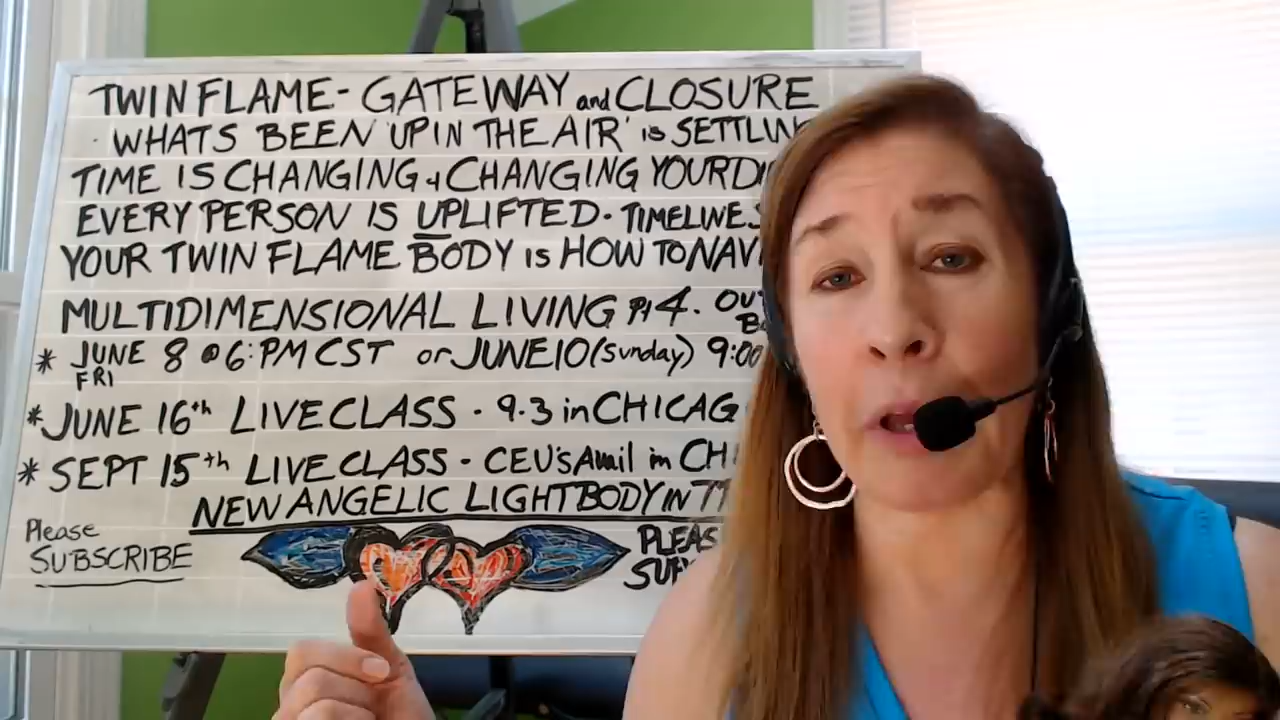 TWIN FLAME - GATEWAY and CLOSURE
· WHATS BEEN 'UP IN THE AIR' is
TIME IS CHANGING + CHANGING YOUR
EVERY PERSON IS UPLIFTED · TIMELINES
YOUR TWIN FLAME BODY is HOW TO
MULTIDIMENSIONAL LIVING Pt 4.
* JUNE 8 @ 6:PM CST or JUNE 10 (Sunday) 9:00
FRI
* JUNE 16th LIVE CLASS - 9-3 in
* SEPT 15th LIVE CLASS - CEU's Avail in
NEW ANGELIC LIGHTBODY IN
Please
SUBSCRIBE